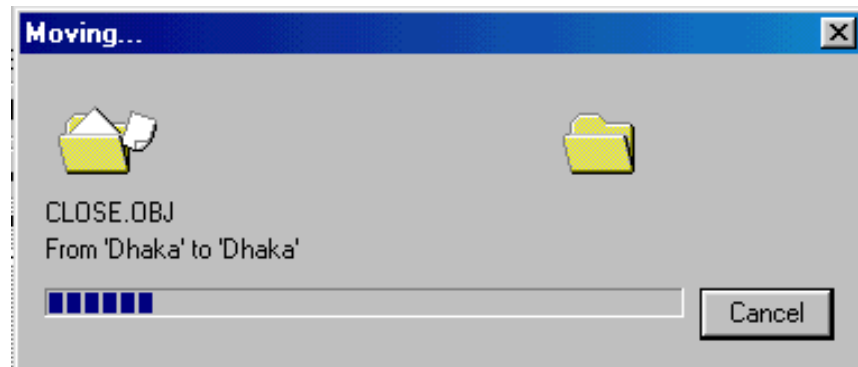 Moving...
CLOSE.OBJ
From 'Dhaka' to 'Dhaka'
Cancel